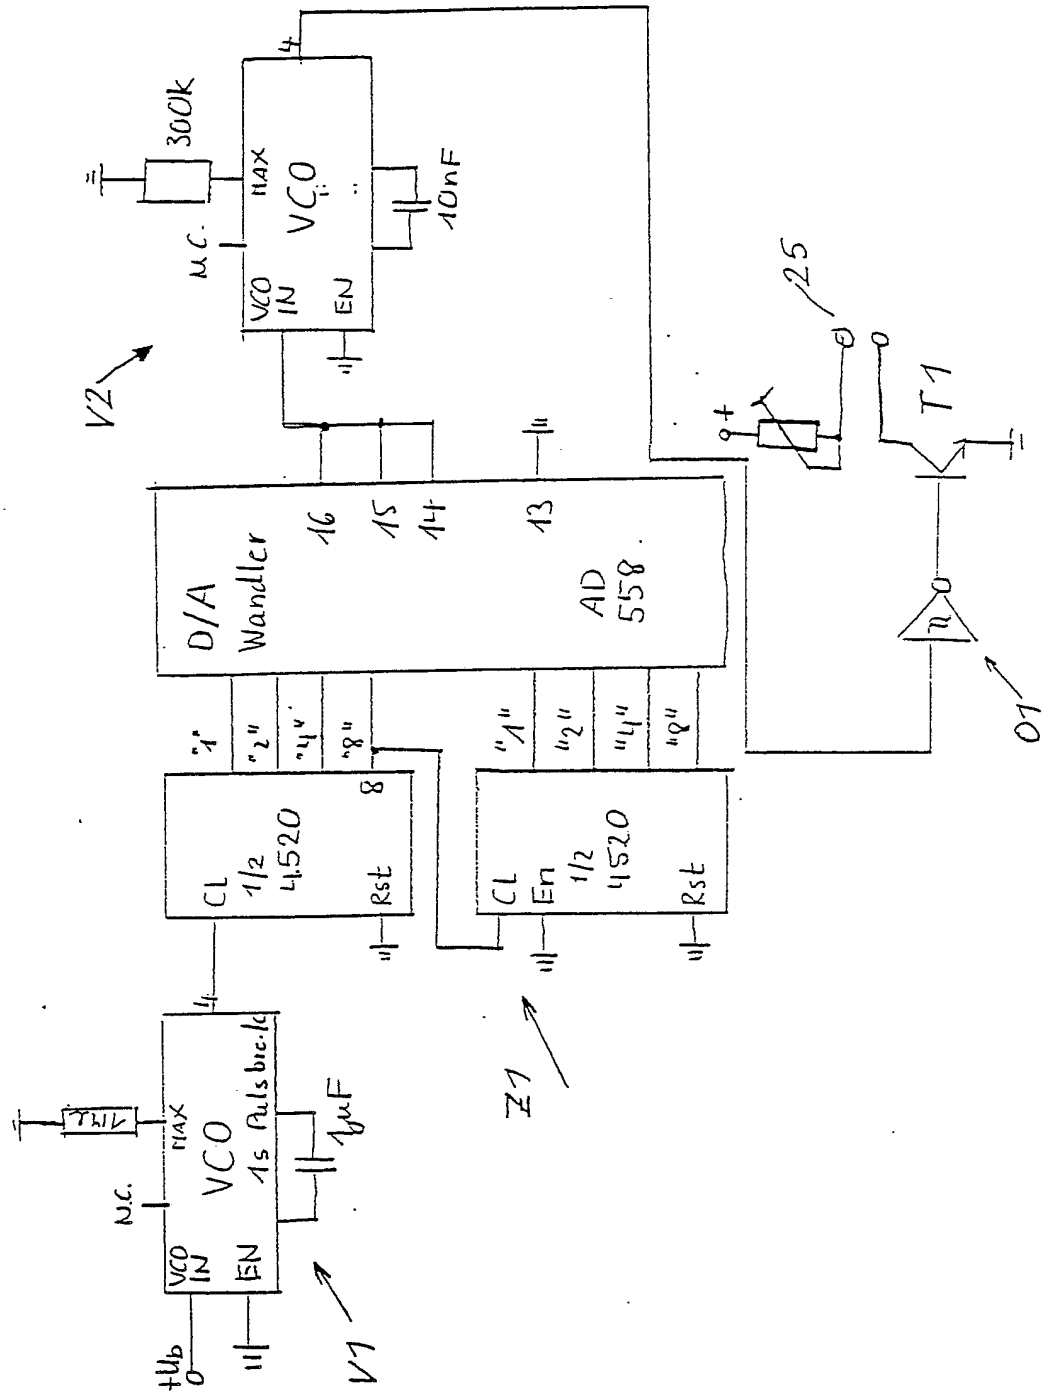 +Ub
VCO
IN
EN
N.C.
MAX
VCO
1s Pulsbreite
1µF
4
V1
CL
1/2
4520
8
Rst
CL
En
1/2
4520
Rst
Z1
"1"
"2"
"4"
"8"
"1"
"2"
"4"
"8"
D/A
Wandler
AD
558
16
15
14
13
V2
VCO
IN
EN
N.C.
MAX
VCO
300k
10nF
4
O1
+
T1
25